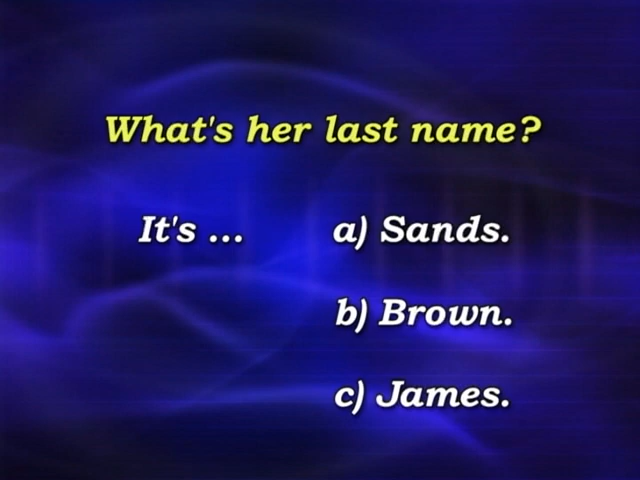 What's her last name?
It's ... a) Sands.
b) Brown.
c) James.